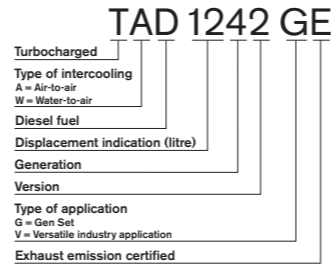 TAD 1242 GE
Turbocharged
Type of intercooling
A = Air-to-air
W = Water-to-air
Diesel fuel
Displacement indication (litre)
Generation
Version
Type of application
G = Gen Set
V = Versatile industry application
Exhaust emission certified